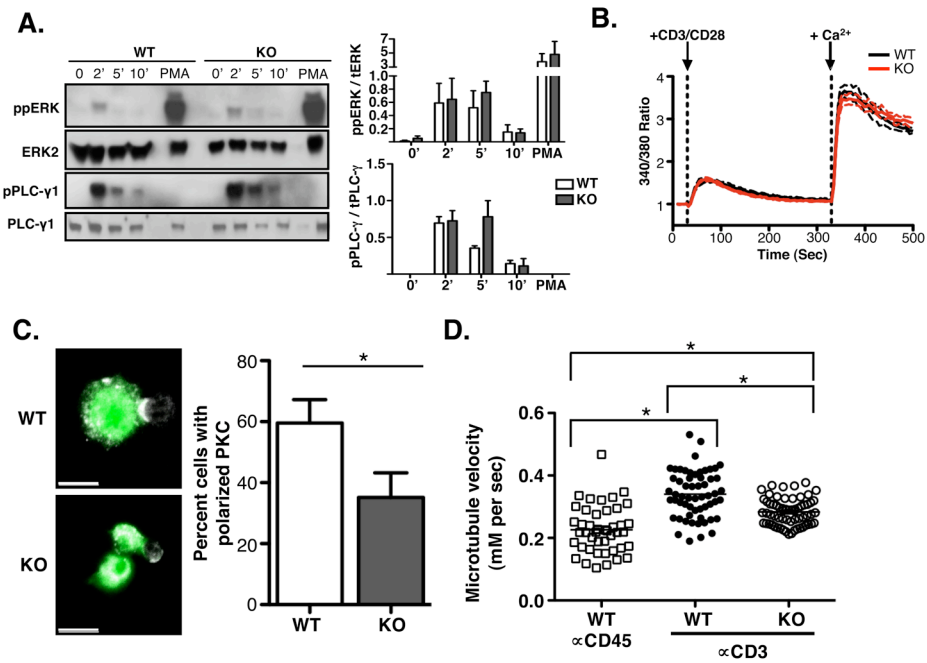 A.
WT KO
0 2' 5' 10' PMA 0' 2' 5' 10' PMA
ppERK
ERK2
pPLC-γ1
PLC-γ1
ppERK / tERK
7
5
3
1.0
0.8
0.6
0.4
0.2
0' 2' 5' 10' PMA
pPLC-γ / tPLC-γ
1.5
1.0
0.5
0' 2' 5' 10' PMA
WT
KO
B.
+CD3/CD28 + Ca²⁺
WT
KO
340/380 Ratio
4
3
2
1
0 100 200 300 400 500
Time (Sec)
C.
WT
KO
Percent cells with
polarized PKC
80
60
40
20
0
*
WT KO
D.
Microtubule velocity
(mM per sec)
0.6
0.4
0.2
0.0
*
*
*
WT WT KO
∝CD45 ∝CD3